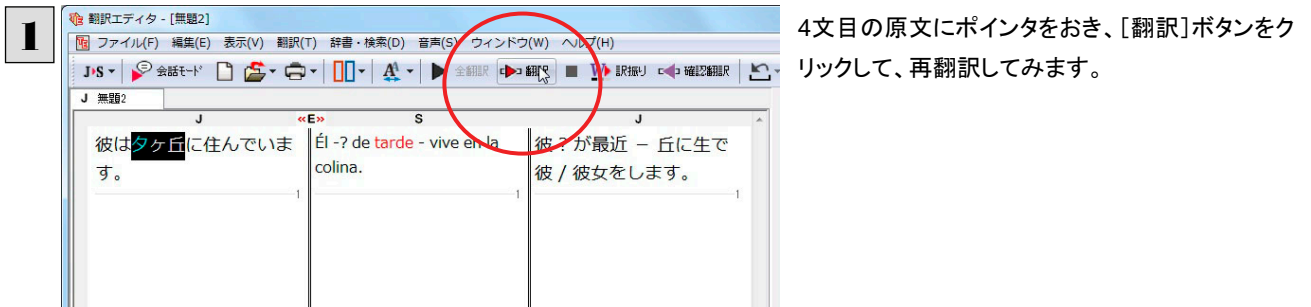 1
翻訳エディタ - [無題2]
ファイル(F) 編集(E) 表示(V) 翻訳(T) 辞書・検索(D) 音声(S) ウィンドウ(W) ヘルプ(H)
J›S 会話モード 全翻訳 翻訳 訳振り 確認翻訳
J 無題2
J «E» S J
彼は夕ヶ丘に住んでいま
す。
1
Él -? de tarde - vive en la
colina.
1
彼 ? が最近 － 丘に生で
彼 / 彼女をします。
1
4文目の原文にポインタをおき、［翻訳］ボタンをク
リックして、再翻訳してみます。